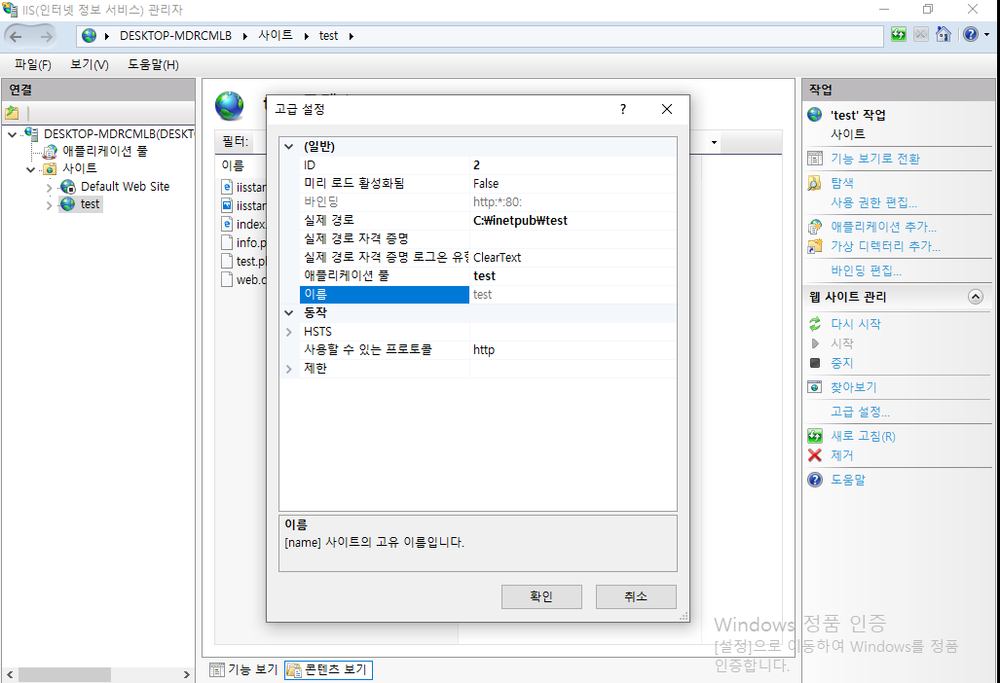 IIS(인터넷 정보 서비스) 관리자
DESKTOP-MDRCMLB 사이트 test
파일(F) 보기(V) 도움말(H)
연결
DESKTOP-MDRCMLB(DESKT
애플리케이션 풀
사이트
Default Web Site
test
필터:
이름
iisstar
iisstar
index
info.p
test.p
web.c
고급 설정
?
(일반)
ID 2
미리 로드 활성화됨 False
바인딩 http:*:80:
실제 경로 C:₩inetpub₩test
실제 경로 자격 증명
실제 경로 자격 증명 로그온 유형 ClearText
애플리케이션 풀 test
이름 test
동작
HSTS
사용할 수 있는 프로토콜 http
제한
이름
[name] 사이트의 고유 이름입니다.
확인 취소
기능 보기 콘텐츠 보기
작업
'test' 작업
사이트
기능 보기로 전환
탐색
사용 권한 편집...
애플리케이션 추가...
가상 디렉터리 추가...
바인딩 편집...
웹 사이트 관리
다시 시작
시작
중지
찾아보기
고급 설정...
새로 고침(R)
제거
도움말
Windows 정품 인증
[설정]으로 이동하여 Windows를 정품
인증합니다.